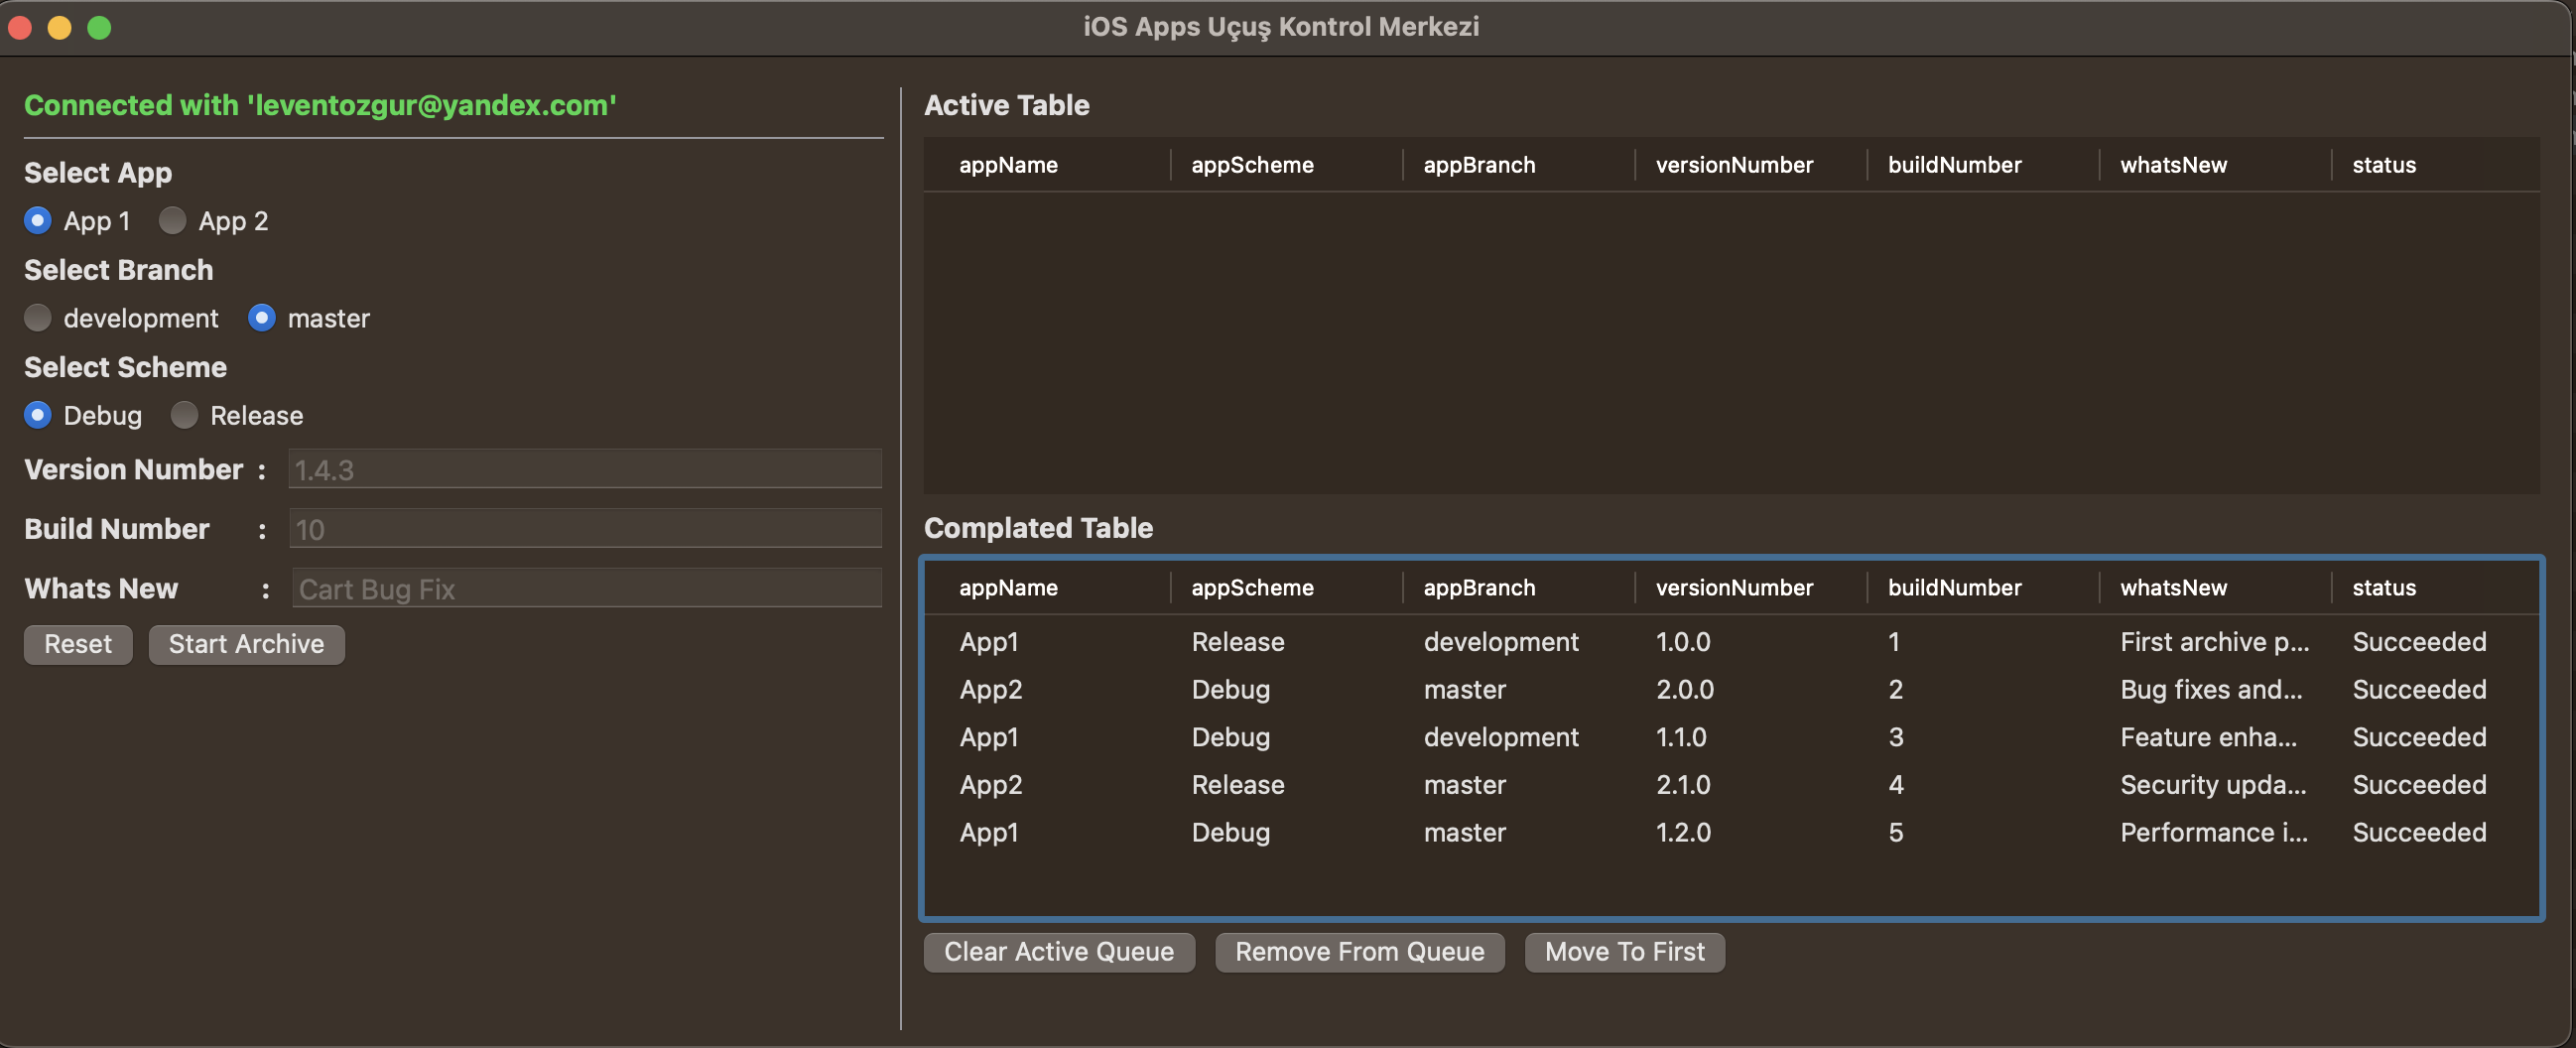 iOS Apps Uçuş Kontrol Merkezi
Connected with 'leventozgur@yandex.com'
Select App
App 1 App 2
Select Branch
development master
Select Scheme
Debug Release
Version Number : 1.4.3
Build Number : 10
Whats New : Cart Bug Fix
Reset Start Archive
Active Table
appName appScheme appBranch versionNumber buildNumber whatsNew status
Complated Table
appName appScheme appBranch versionNumber buildNumber whatsNew status
App1 Release development 1.0.0 1 First archive p... Succeeded
App2 Debug master 2.0.0 2 Bug fixes and... Succeeded
App1 Debug development 1.1.0 3 Feature enha... Succeeded
App2 Release master 2.1.0 4 Security upda... Succeeded
App1 Debug master 1.2.0 5 Performance i... Succeeded
Clear Active Queue Remove From Queue Move To First